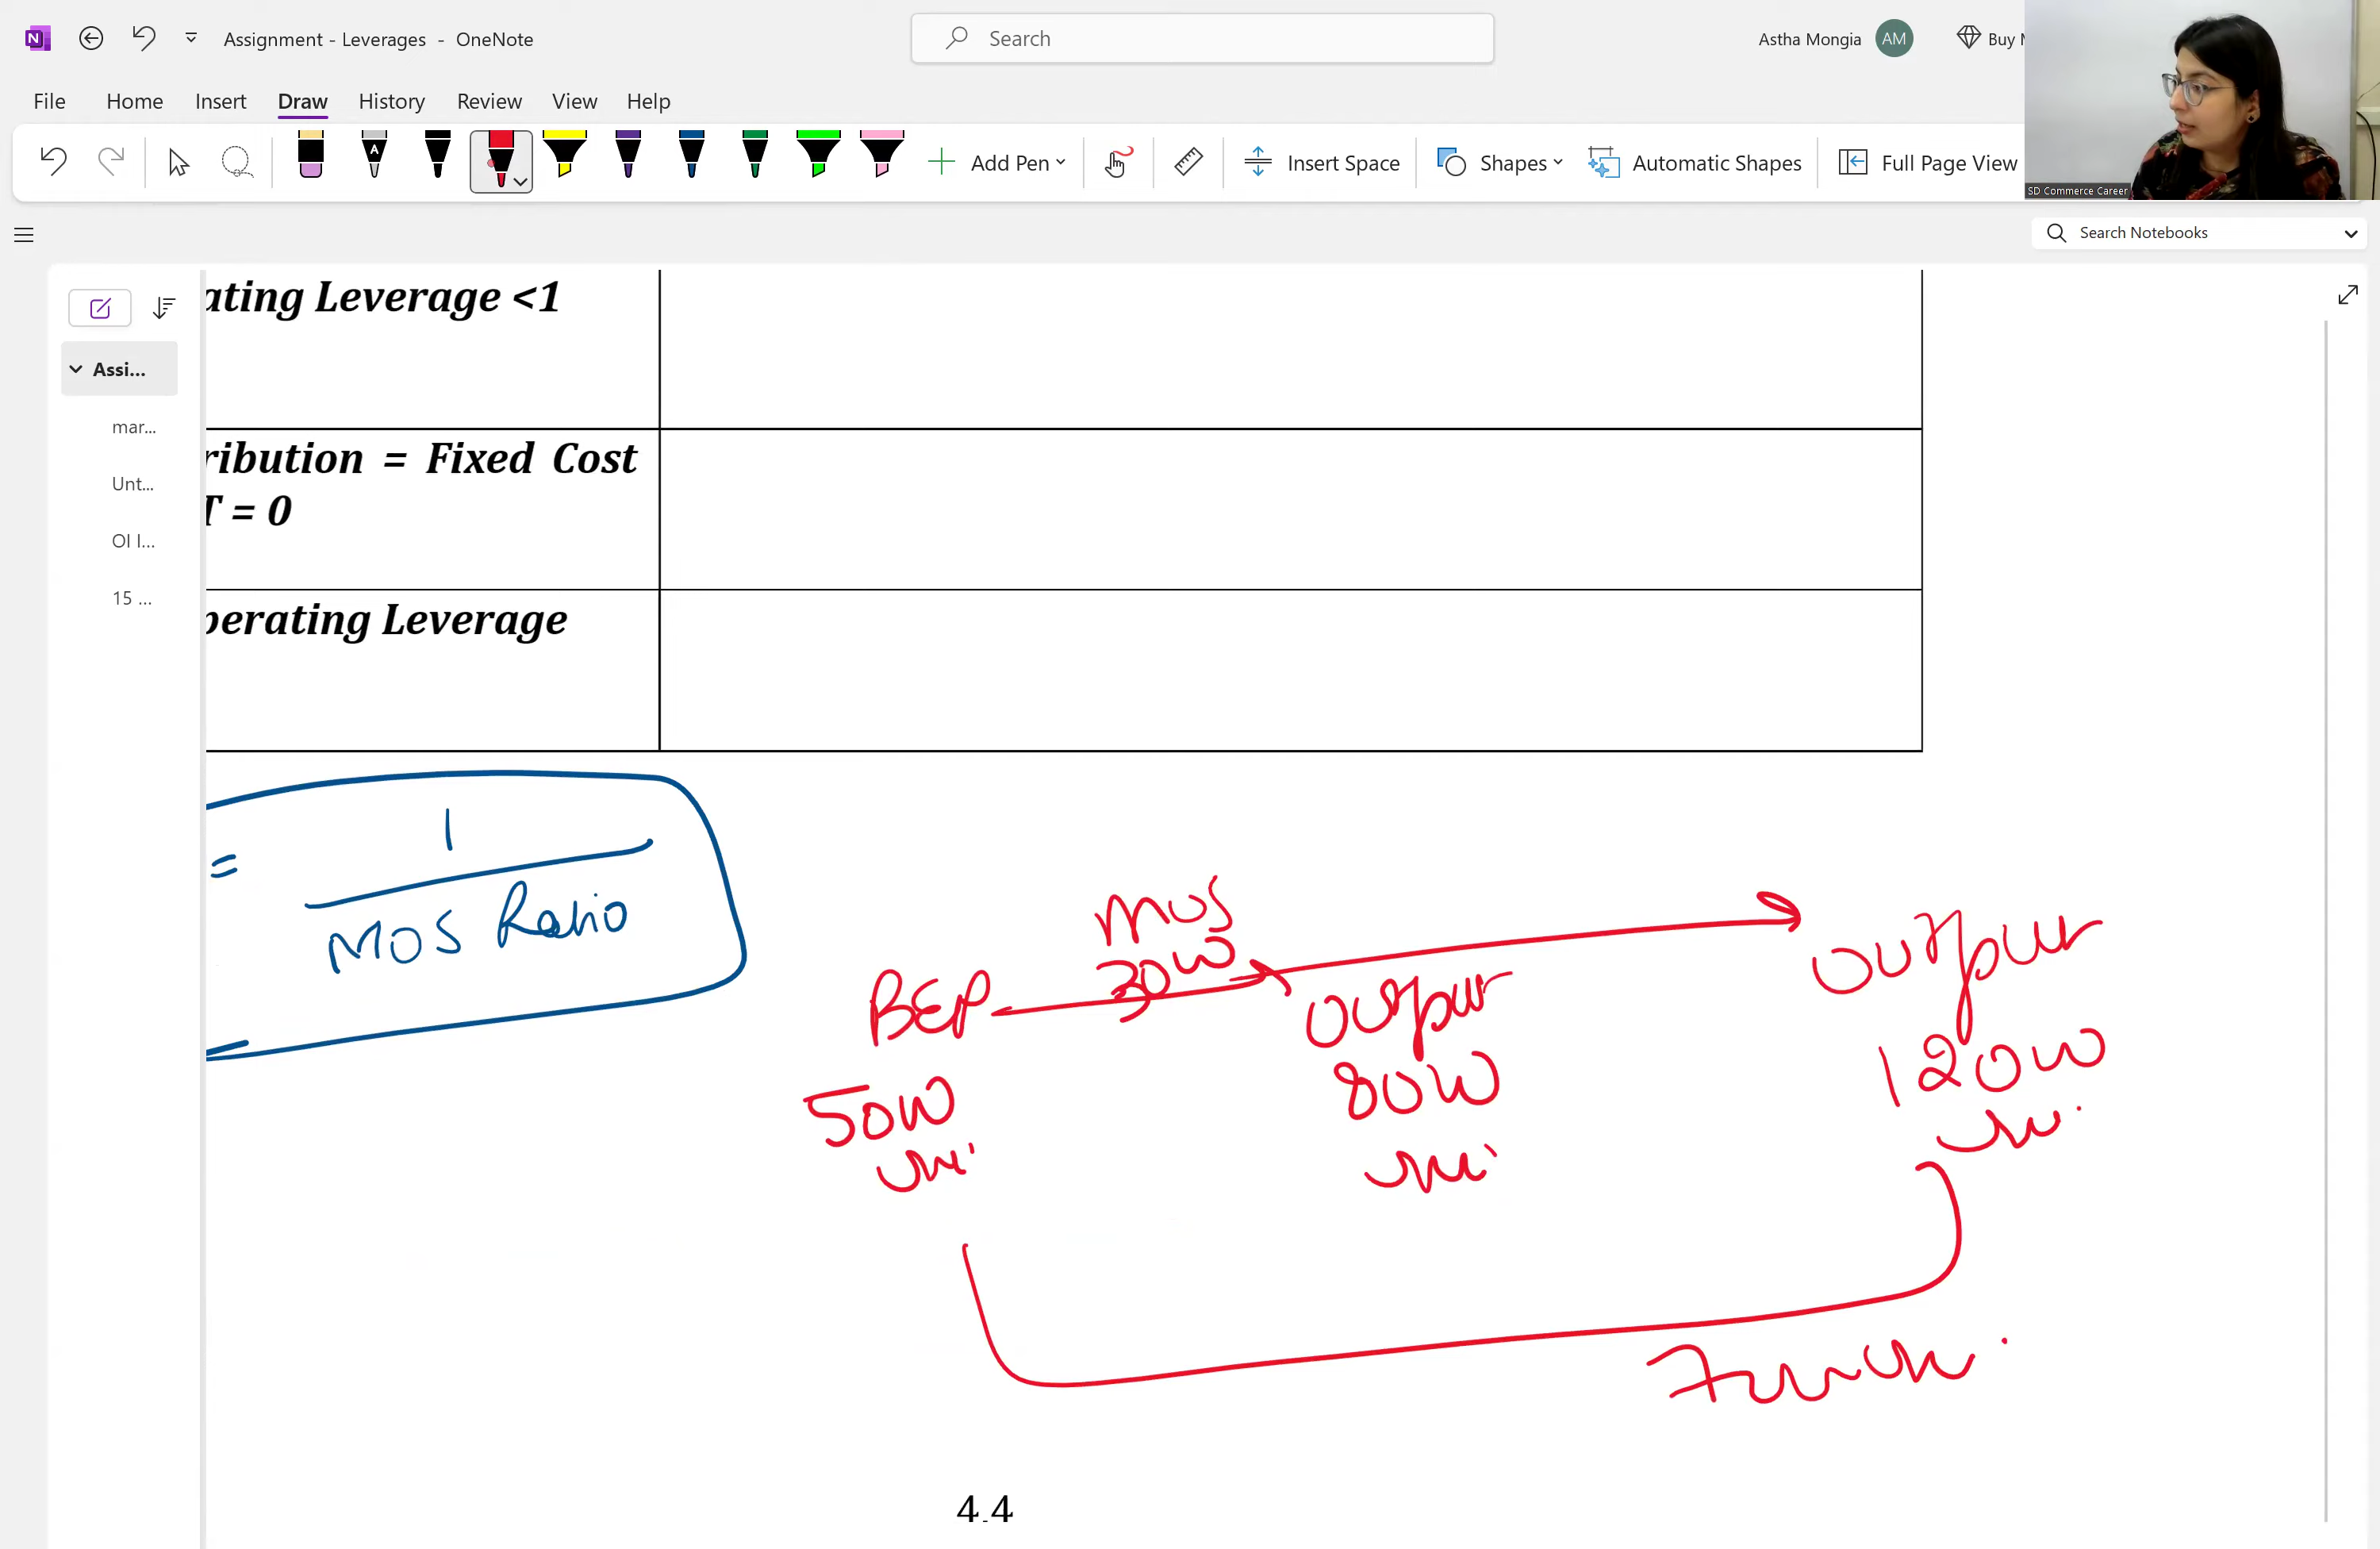 Assignment - Leverages - OneNote
Search
Astha Mongia AM
Buy
SD Commerce Career
File Home Insert Draw History Review View Help
Add Pen
Insert Space
Shapes
Automatic Shapes
Full Page View
Search Notebooks
Assi...
mar...
Unt...
OI I...
15 ...
ating Leverage <1
ribution = Fixed Cost
T = 0
perating Leverage
= 1
MOS Ratio
MOS
300
BEP
500
output
800
output
1200
4.4